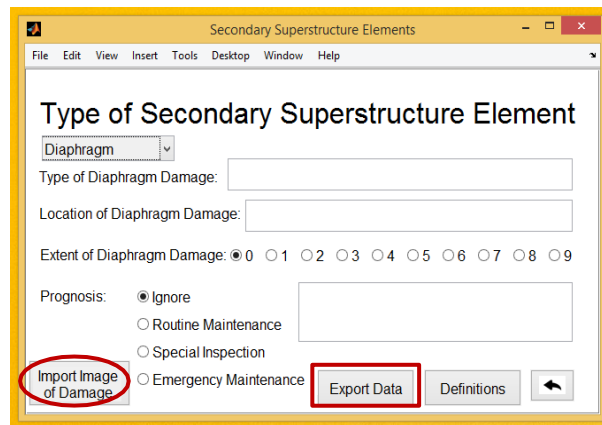 Secondary Superstructure Elements
File Edit View Insert Tools Desktop Window Help
Type of Secondary Superstructure Element
Diaphragm
Type of Diaphragm Damage:
Location of Diaphragm Damage:
Extent of Diaphragm Damage: 0 1 2 3 4 5 6 7 8 9
Prognosis: Ignore
Routine Maintenance
Special Inspection
Emergency Maintenance
Import Image
of Damage
Export Data
Definitions